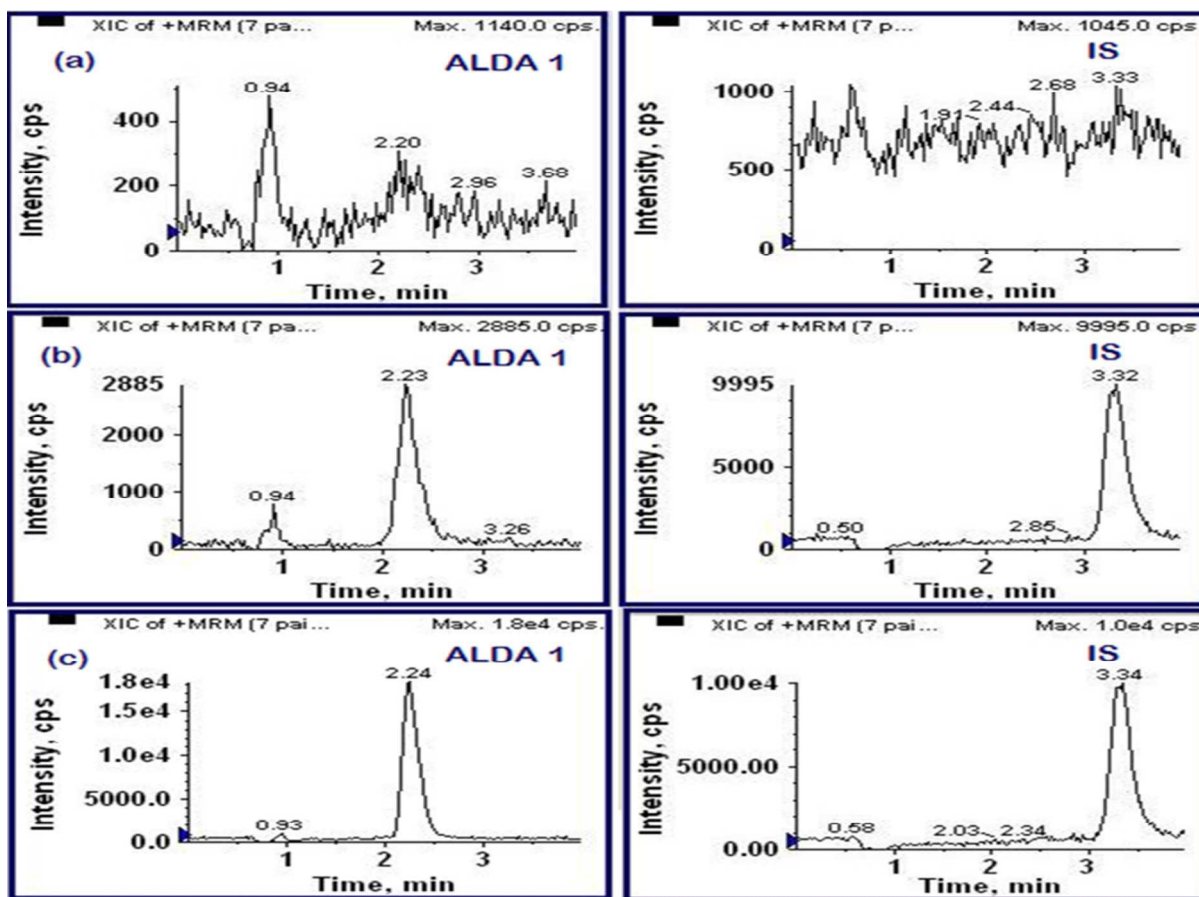 XIC of +MRM (7 pa... Max. 1140.0 cps.
(a)
ALDA 1
Intensity, cps
400
200
0
0.94
2.20
2.96
3.68
1 2 3
Time, min
XIC of +MRM (7 p... Max. 1045.0 cps.
IS
Intensity, cps
1000
500
0
1.91
2.44
2.68
3.33
1 2 3
Time, min
XIC of +MRM (7 pa... Max. 2885.0 cps.
(b)
ALDA 1
Intensity, cps
2885
2000
1000
0
0.94
2.23
3.26
1 2 3
Time, min
XIC of +MRM (7 p... Max. 9995.0 cps.
IS
Intensity, cps
9995
5000
0
0.50
2.85
3.32
1 2 3
Time, min
XIC of +MRM (7 pai... Max. 1.8e4 cps.
(c)
ALDA 1
Intensity, cps
1.8e4
1.5e4
1.0e4
5000.0
0.0
0.93
2.24
1 2 3
Time, min
XIC of +MRM (7 pai... Max. 1.0e4 cps.
IS
Intensity, cps
1.00e4
5000.00
0.00
0.58
2.03
2.34
3.34
1 2 3
Time, min